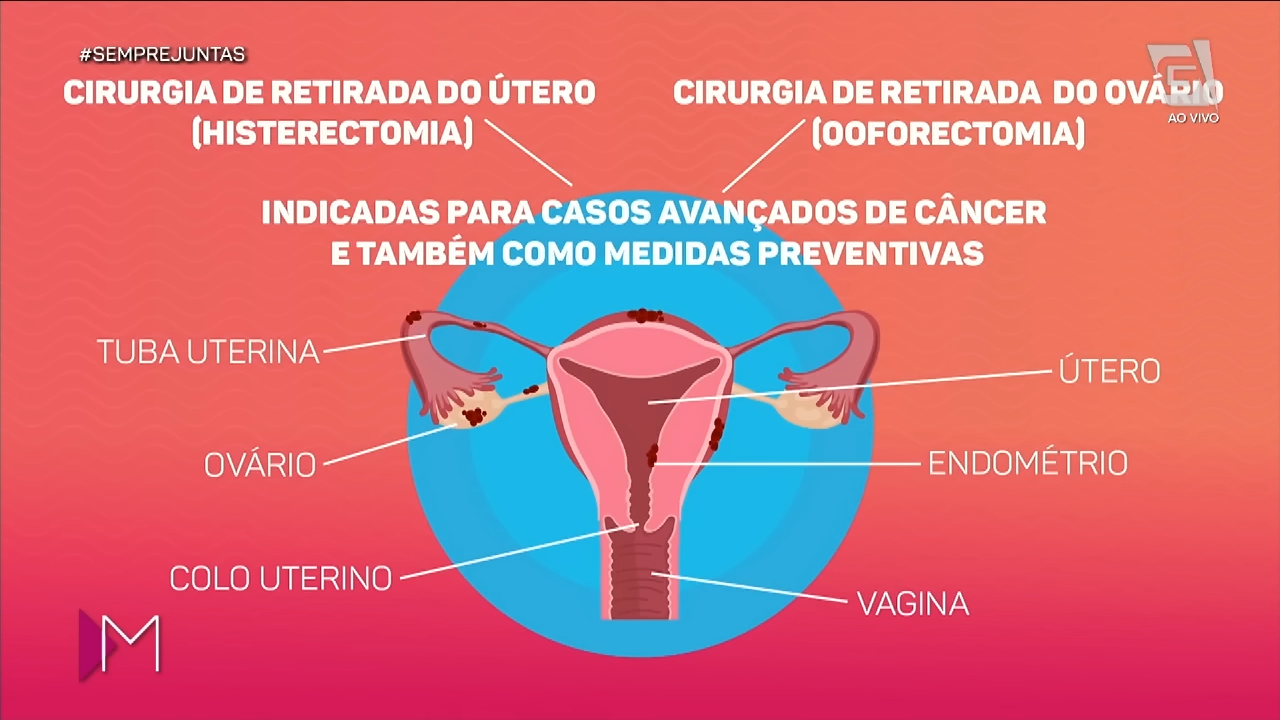 #SEMPREJUNTAS
CIRURGIA DE RETIRADA DO ÚTERO
(HISTERECTOMIA)
CIRURGIA DE RETIRADA DO OVÁRIO
(OOFORECTOMIA)
G
AO VIVO
INDICADAS PARA CASOS AVANÇADOS DE CÂNCER
E TAMBÉM COMO MEDIDAS PREVENTIVAS
TUBA UTERINA
ÚTERO
OVÁRIO
ENDOMÉTRIO
COLO UTERINO
VAGINA
M